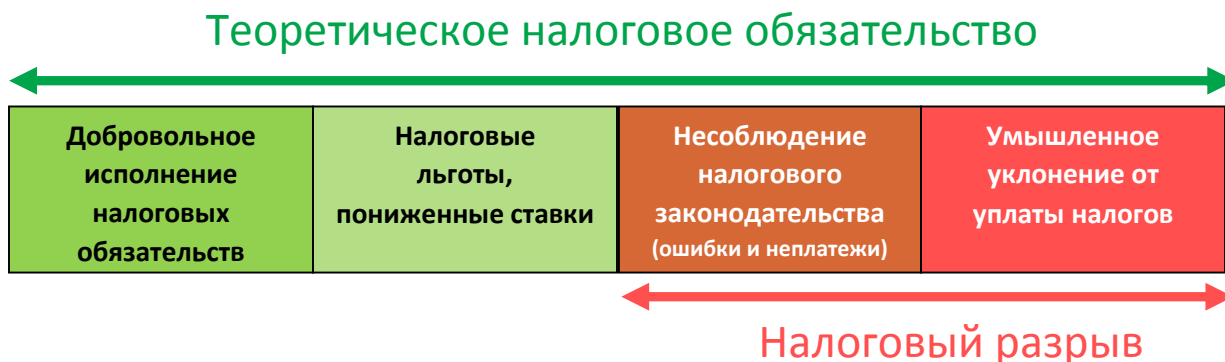 Теоретическое налоговое обязательство
Добровольное
исполнение
налоговых
обязательств
Налоговые
льготы,
пониженные ставки
Несоблюдение
налогового
законодательства
(ошибки и неплатежи)
Умышленное
уклонение от
уплаты налогов
Налоговый разрыв